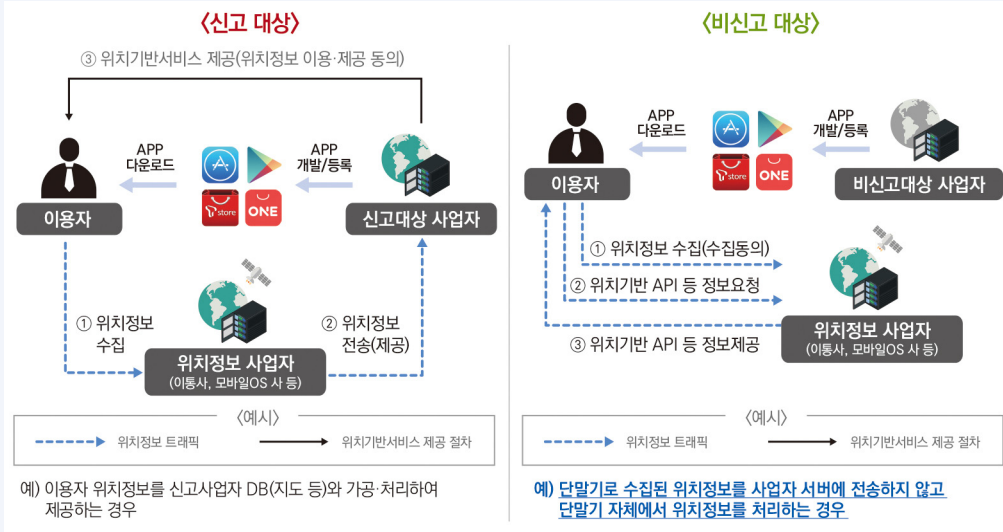 〈신고 대상〉
③ 위치기반서비스 제공(위치정보 이용·제공 동의)
APP
다운로드
APP
개발/등록
T store
ONE
이용자
신고대상 사업자
① 위치정보
수집
② 위치정보
전송(제공)
위치정보 사업자
(이통사, 모바일OS 사 등)
〈예시〉
위치정보 트래픽
위치기반서비스 제공 절차
예) 이용자 위치정보를 신고사업자 DB(지도 등)와 가공·처리하여
제공하는 경우
〈비신고 대상〉
APP
다운로드
APP
개발/등록
T store
ONE
이용자
비신고대상 사업자
① 위치정보 수집(수집동의)
② 위치기반 API 등 정보요청
③ 위치기반 API 등 정보제공
위치정보 사업자
(이통사, 모바일OS 사 등)
〈예시〉
위치정보 트래픽
위치기반서비스 제공 절차
예) 단말기로 수집된 위치정보를 사업자 서버에 전송하지 않고
단말기 자체에서 위치정보를 처리하는 경우